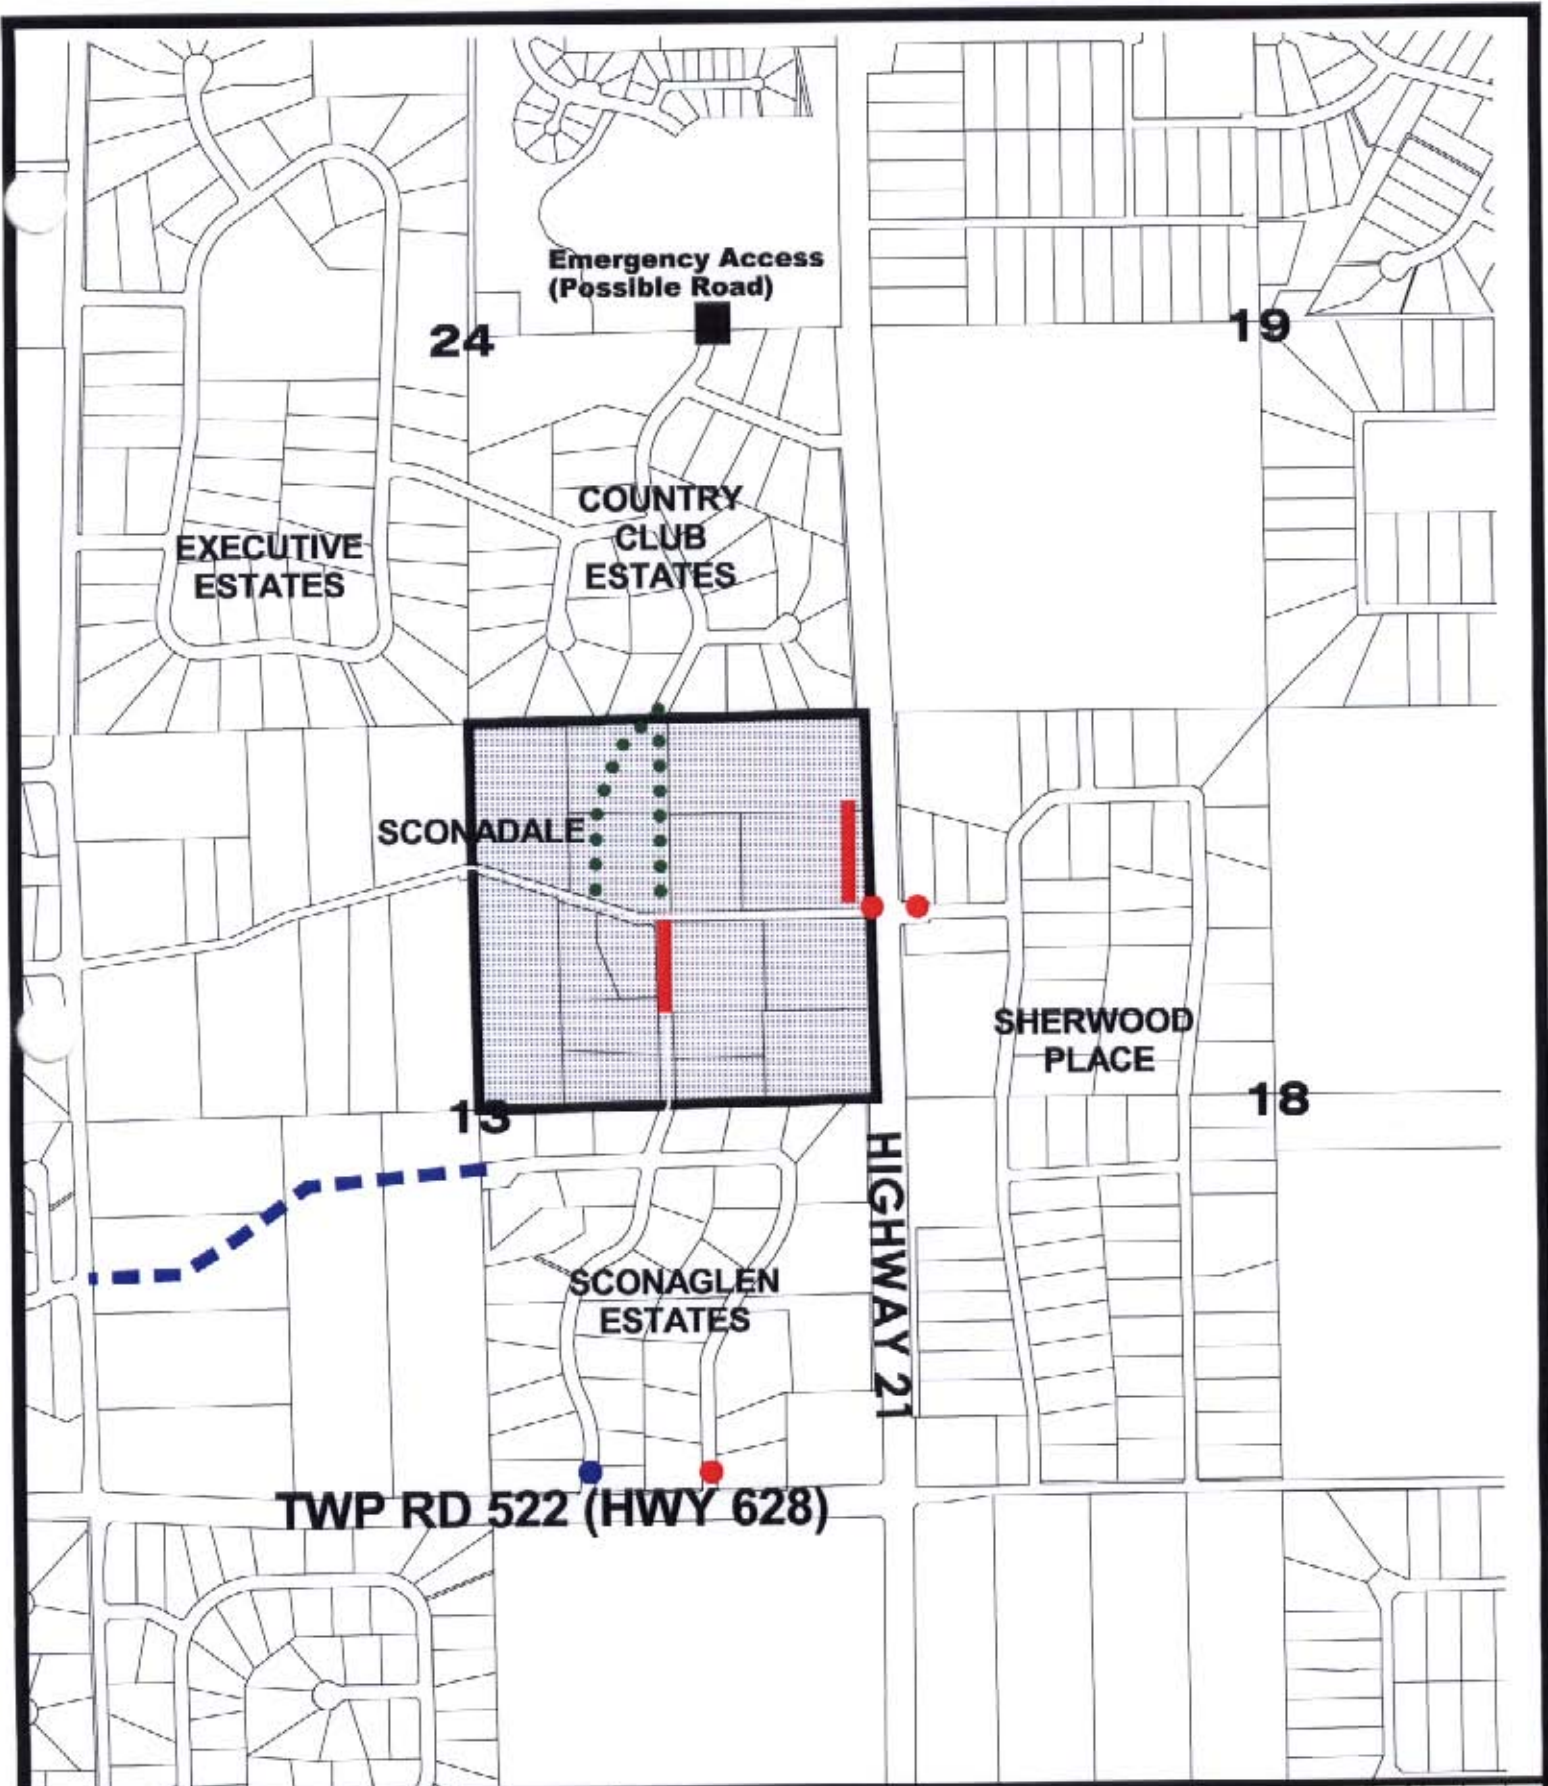 Emergency Access
(Possible Road)
24
19
COUNTRY
CLUB
ESTATES
EXECUTIVE
ESTATES
SCONADALE
SHERWOOD
PLACE
13
18
HIGHWAY 21
SCONAGLEN
ESTATES
TWP RD 522 (HWY 628)